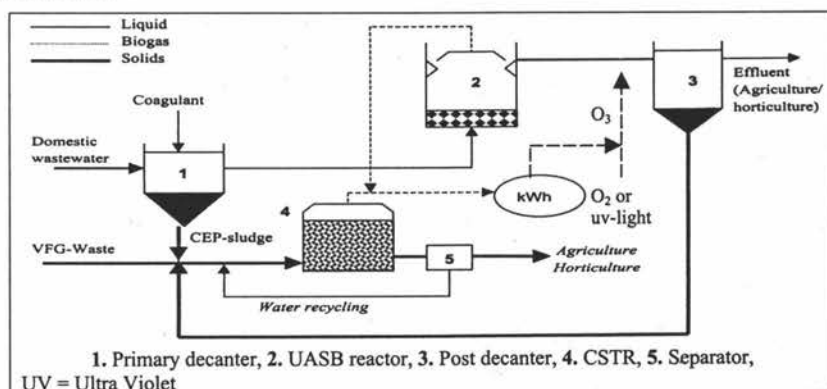 Liquid
Biogas
Solids
Coagulant
Domestic
wastewater
1
2
3
Effluent
(Agriculture/
horticulture)
O3
O2 or
uv-light
kWh
4
CEP-sludge
VFG-Waste
5
Agriculture
Horticulture
Water recycling
1. Primary decanter, 2. UASB reactor, 3. Post decanter, 4. CSTR, 5. Separator,
UV = Ultra Violet